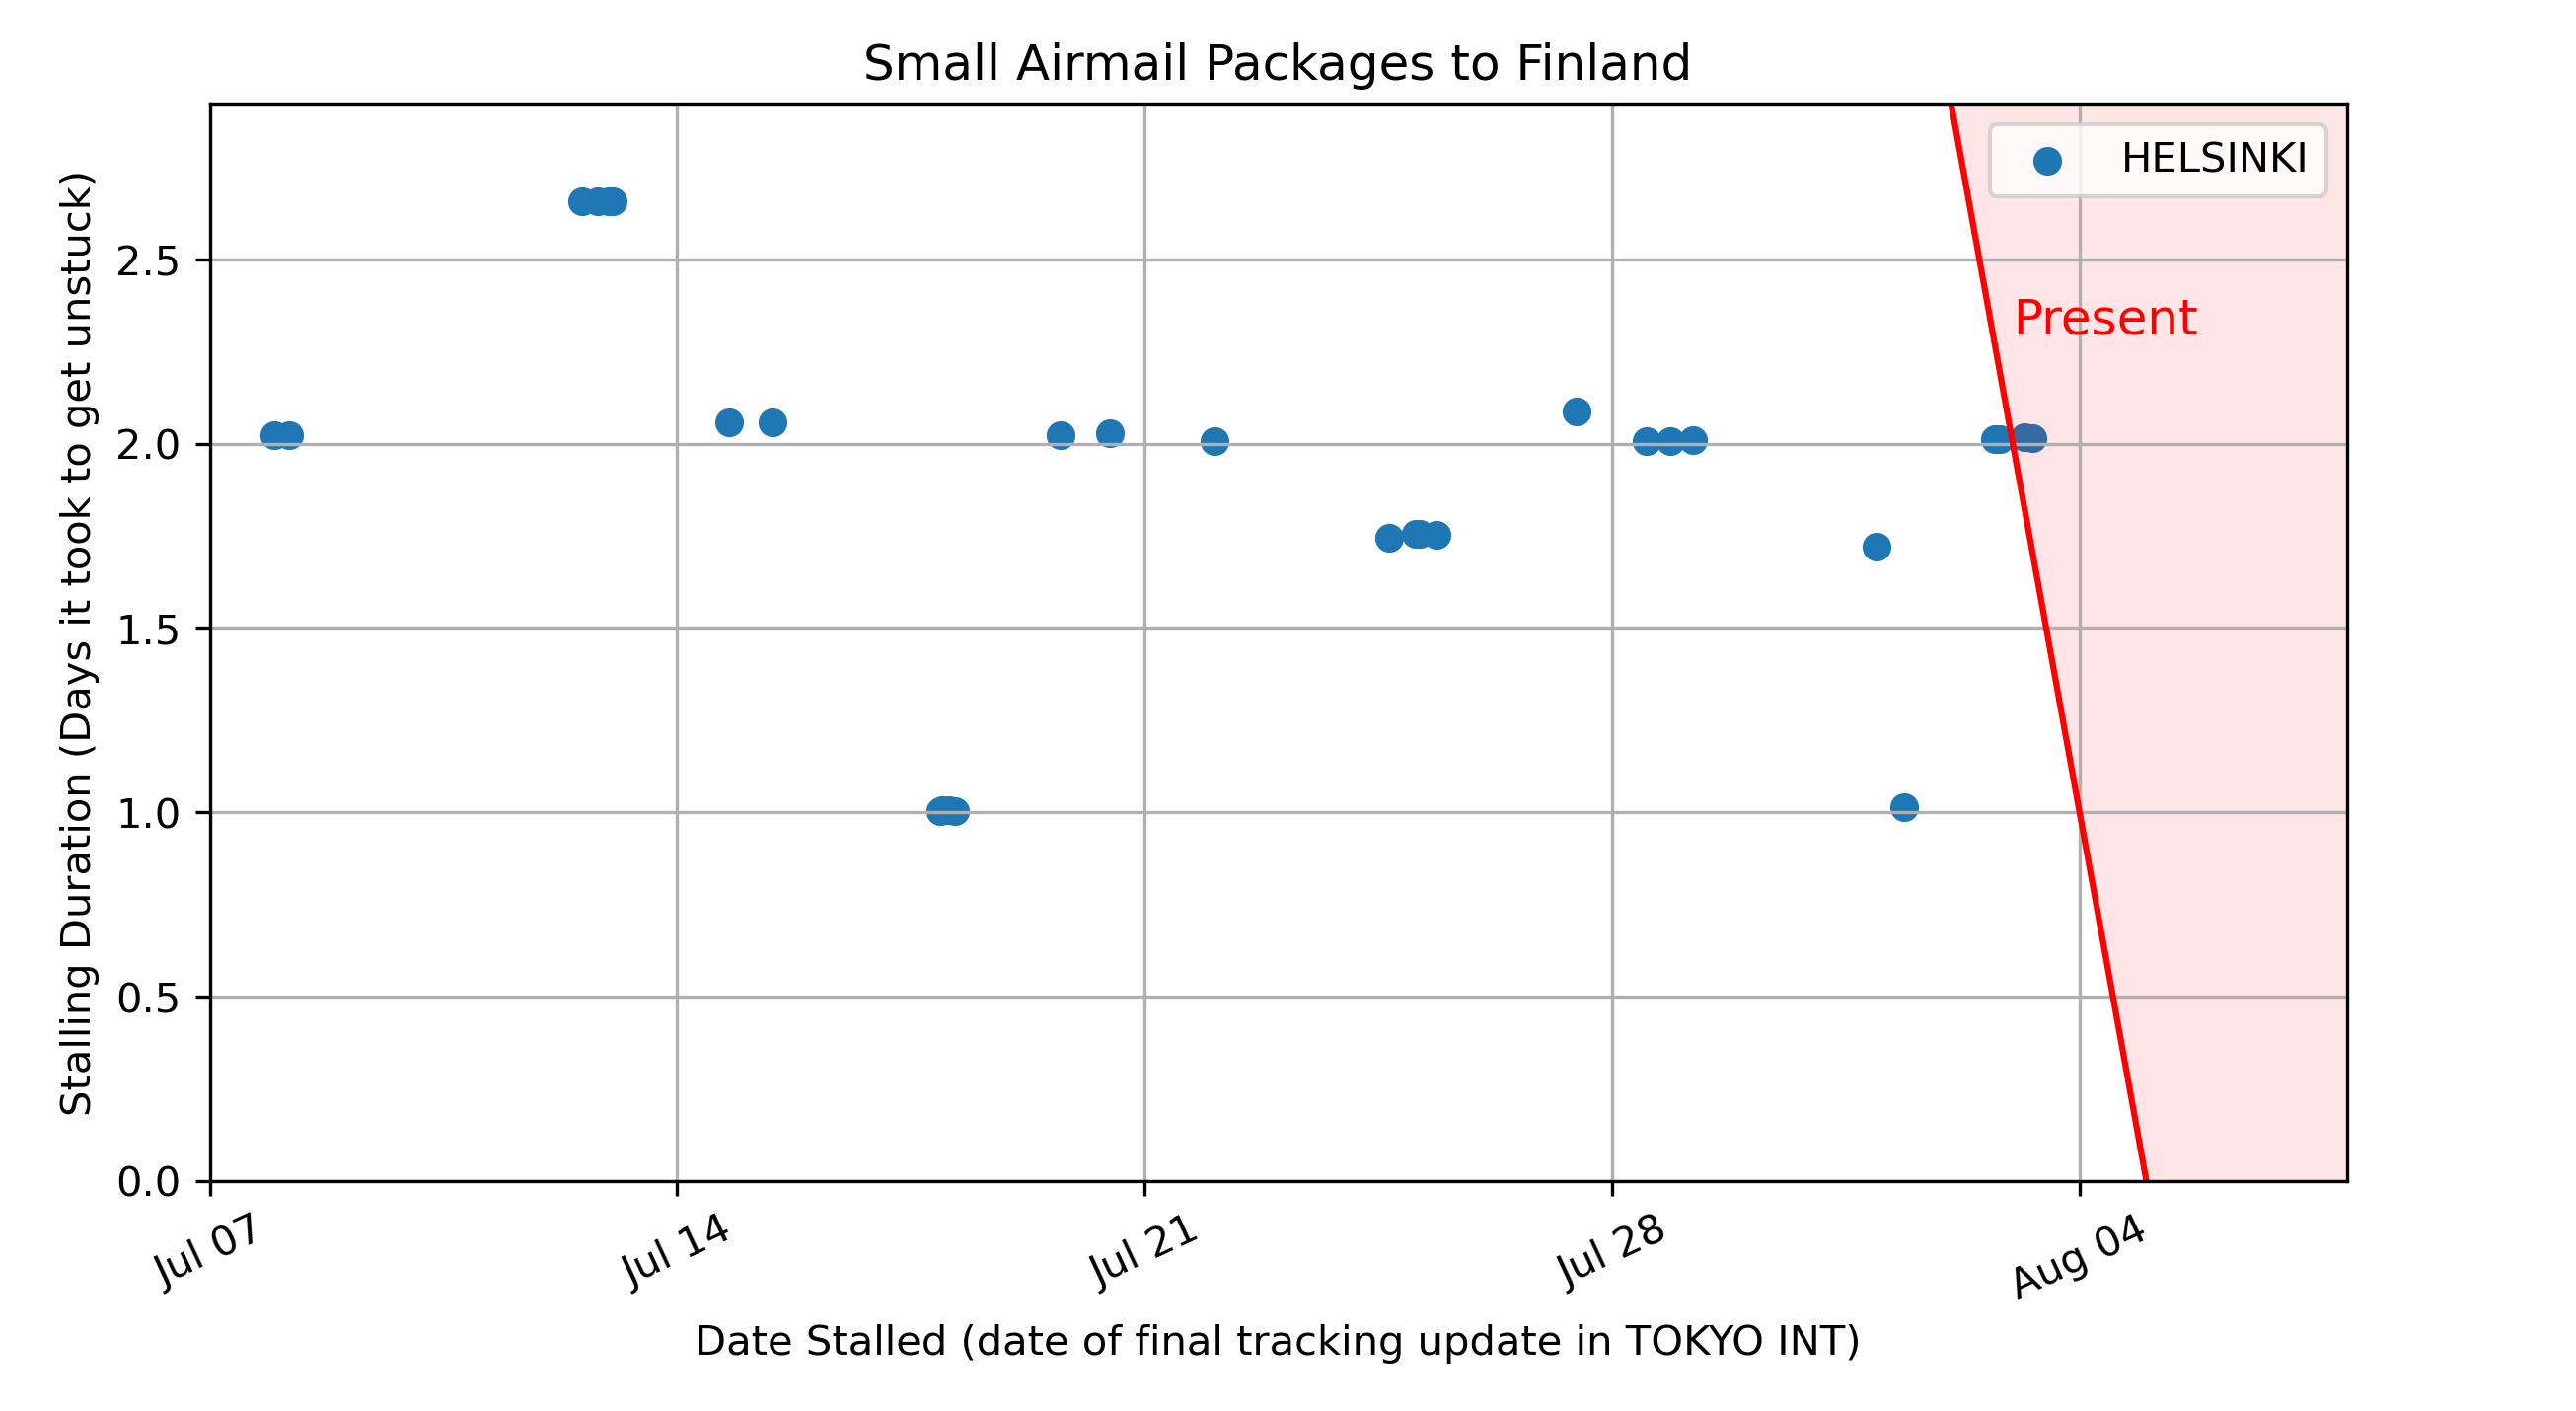 Small Airmail Packages to Finland
HELSINKI
Present
Stalling Duration (Days it took to get unstuck)
2.5
2.0
1.5
1.0
0.5
0.0
Jul 07
Jul 14
Jul 21
Jul 28
Aug 04
Date Stalled (date of final tracking update in TOKYO INT)